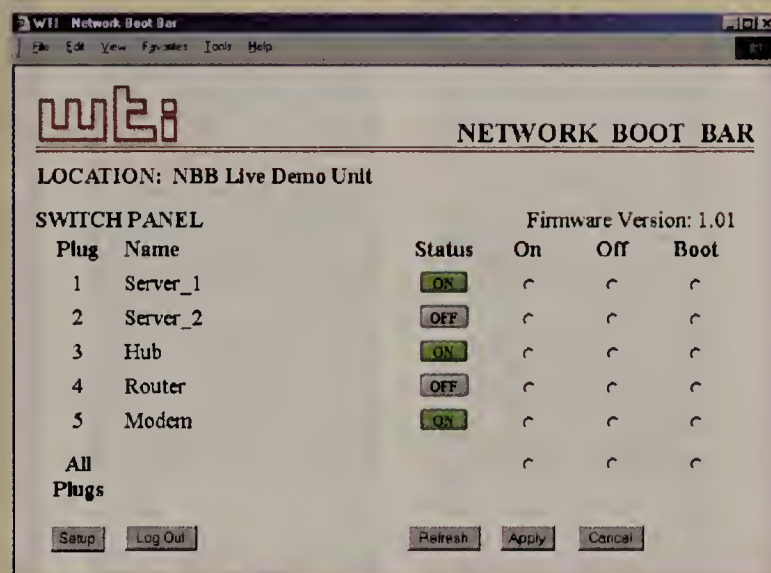 WTI Network Boot Bar
File Edit View Favorites Tools Help
wti
NETWORK BOOT BAR
LOCATION: NBB Live Demo Unit
SWITCH PANEL Firmware Version: 1.01
Plug Name Status On Off Boot
1 Server_1 ON
2 Server_2 OFF
3 Hub ON
4 Router OFF
5 Modem ON
All
Plugs
Setup Log Out Refresh Apply Cancel